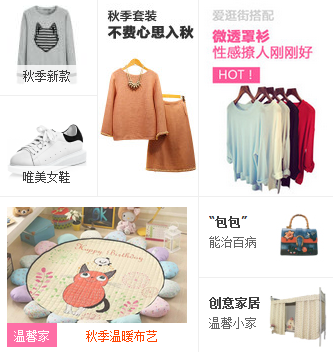 秋季新款
唯美女鞋
秋季套装
不费心思入秋
爱逛街搭配
微透罩衫
性感撩人刚刚好
HOT！
Happy Birthday
温馨家
秋季温暖布艺
“包包”
能治百病
创意家居
温馨小家